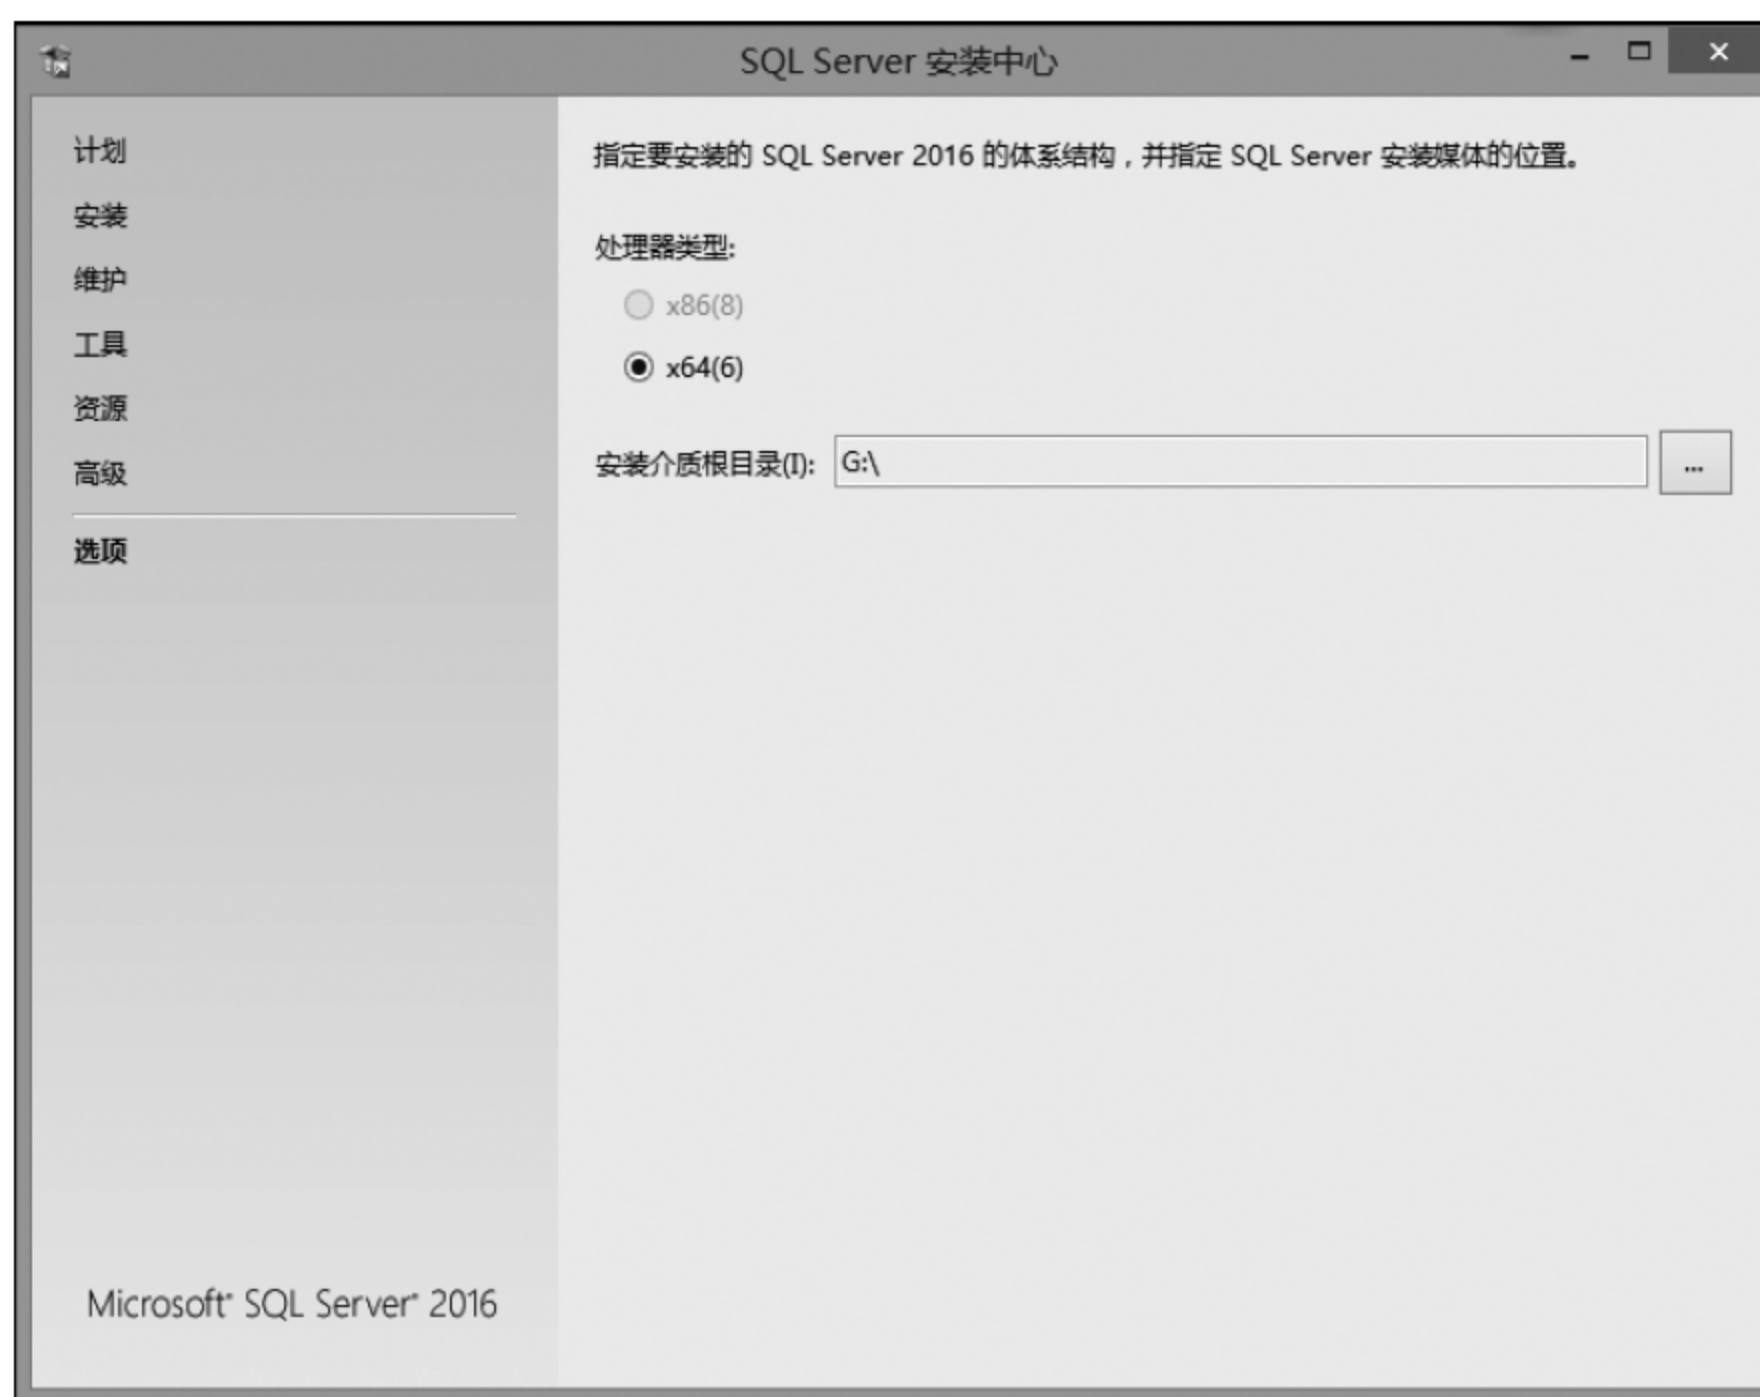 SQL Server 安装中心
计划
安装
维护
工具
资源
高级
选项
Microsoft® SQL Server® 2016
指定要安装的 SQL Server 2016 的体系结构，并指定 SQL Server 安装媒体的位置。
处理器类型:
x86(8)
x64(6)
安装介质根目录(I): G:\
...